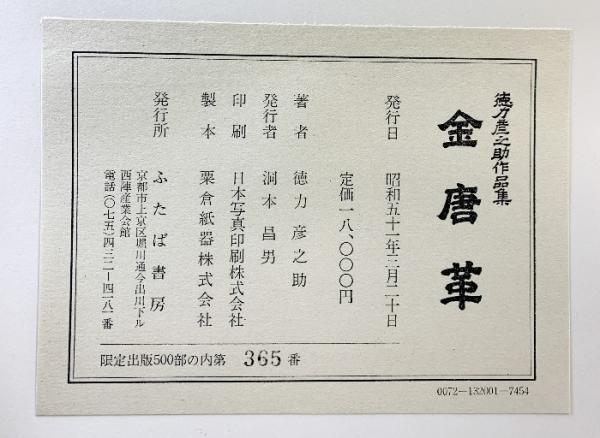 徳力彦之助作品集
金唐革
発行日 昭和五十一年三月二十日
定価一八、〇〇〇円
著者 徳力彦之助
発行者 洞本昌男
印刷 日本写真印刷株式会社
製本 粟倉紙器株式会社
発行所 ふたば書房
京都市上京区堀川通今出川下ル
西陣産業会館
電話(〇七五)四三二ー四一八一番
限定出版500部の内第 365 番
0072－132001－7454